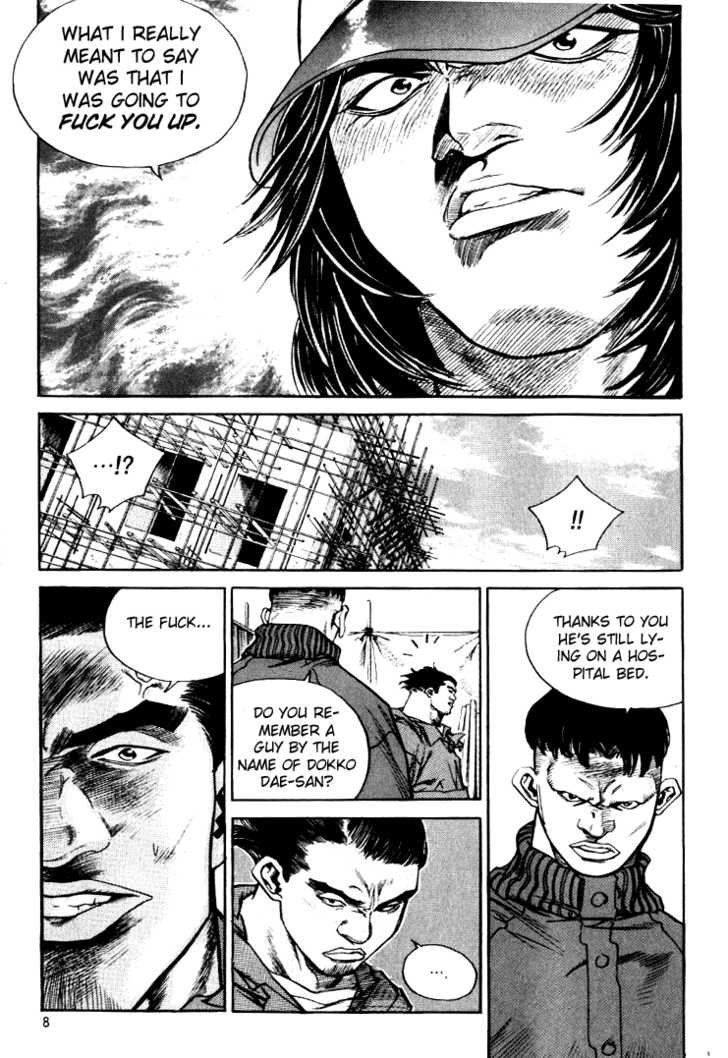 WHAT I REALLY
MEANT TO SAY
WAS THAT I
WAS GOING TO
FUCK YOU UP.
...!?
!!
THE FUCK...
DO YOU RE-
MEMBER A
GUY BY THE
NAME OF DOKKO
DAE-SAN?
THANKS TO YOU
HE'S STILL LY-
ING ON A HOS-
PITAL BED.
....
8